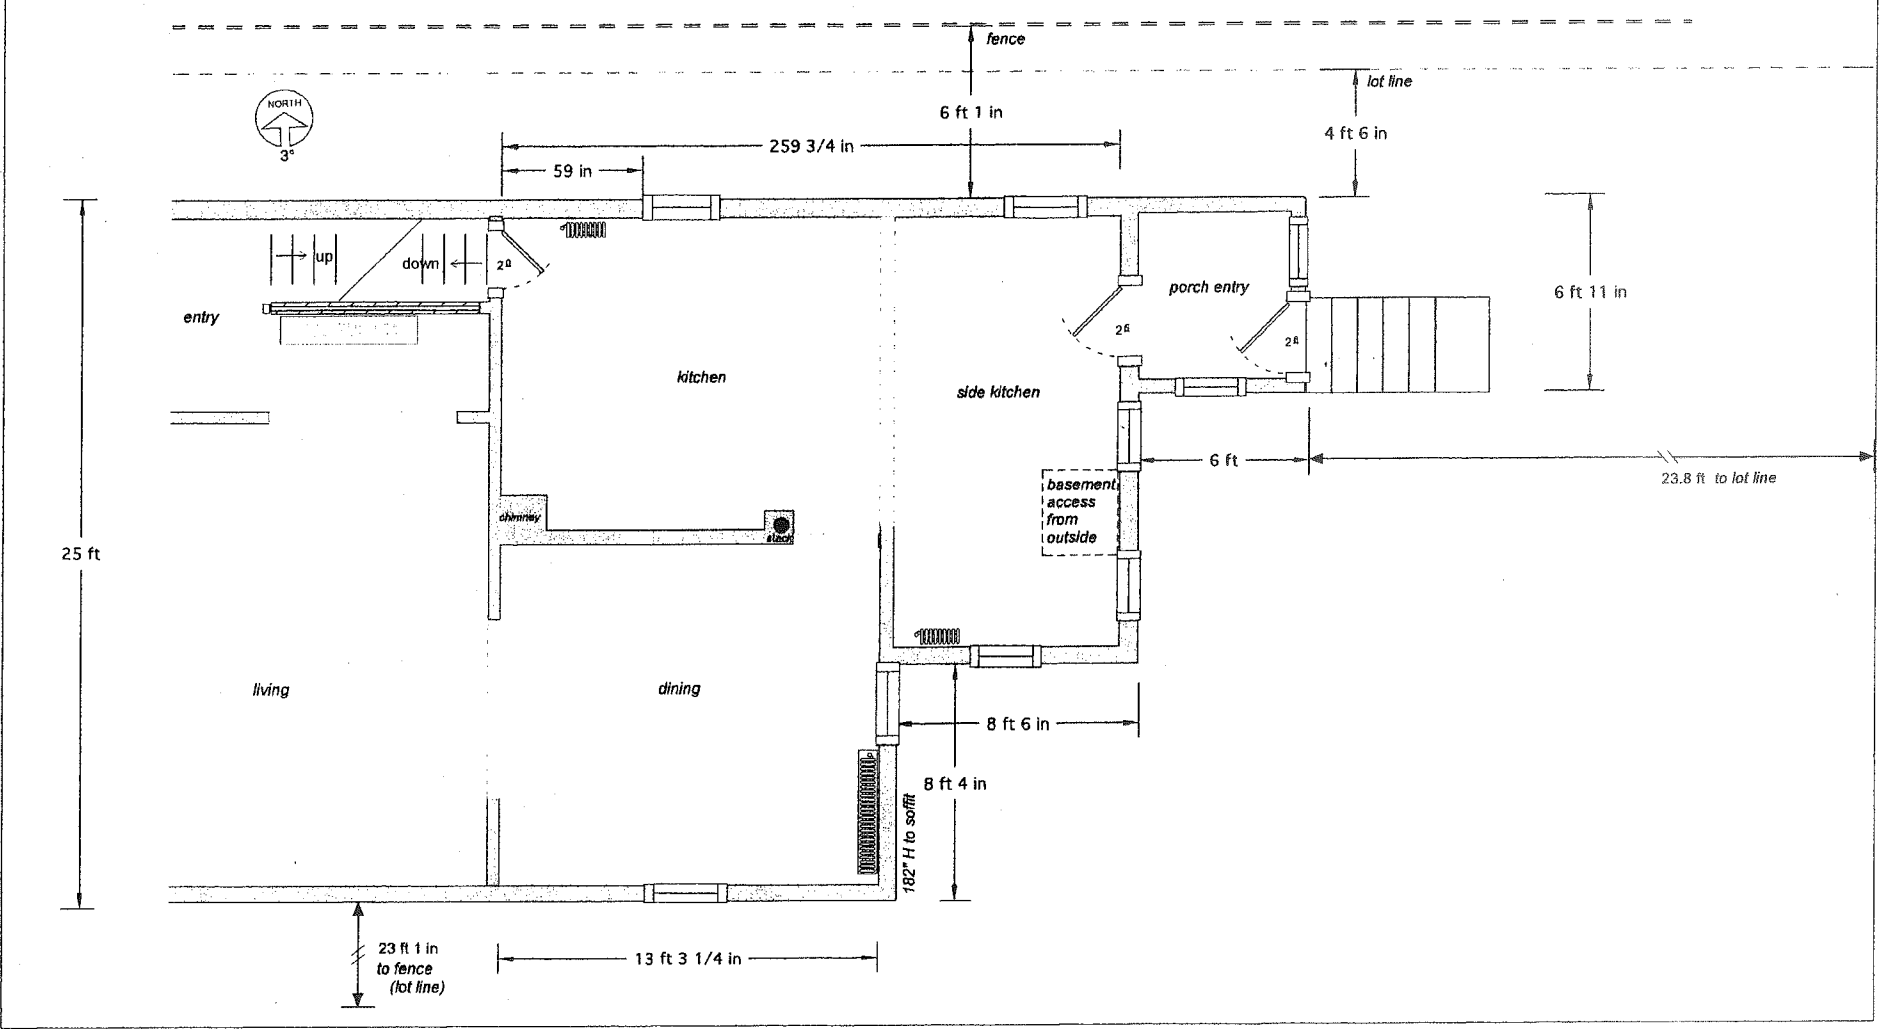 fence
lot line
NORTH
3°
6 ft 1 in
4 ft 6 in
259 3/4 in
59 in
up
down
2
entry
porch entry
2
2
6 ft 11 in
kitchen
side kitchen
6 ft
23.8 ft to lot line
basement
access
from
outside
chimney
stack
25 ft
living
dining
8 ft 6 in
8 ft 4 in
182" H to soffit
23 ft 1 in
to fence
(lot line)
13 ft 3 1/4 in